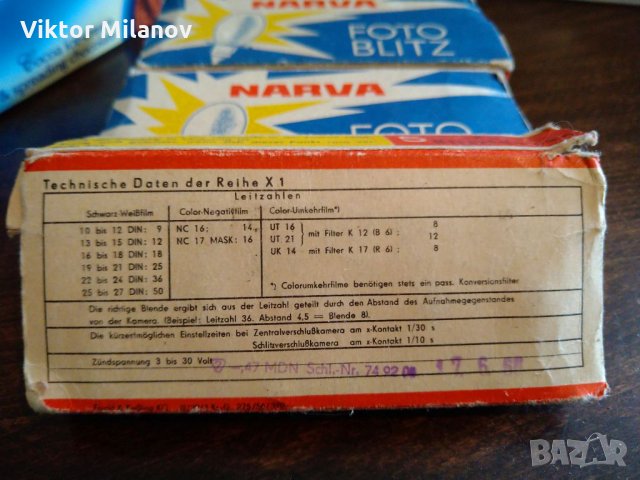 Viktor Milanov
NARVA
FOTO
BLITZ
NARVA
FOTO
Technische Daten der Reihe X 1
Leitzahlen
Schwarz-Weißfilm Color-Negativfilm Color-Umkehrfilm*)
10 bis 12 DIN: 9 NC 16: 14 UT 16 mit Filter K 12 (B 6) : 8
13 bis 15 DIN: 12 NC 17 MASK: 16 UT 21 12
16 bis 18 DIN: 18 UK 14 mit Filter K 17 (R 6) : 8
19 bis 21 DIN: 25
22 bis 24 DIN: 36
25 bis 27 DIN: 50 *) Colorumkehrfilme benötigen stets ein pass. Konversionsfilter
Die richtige Blende ergibt sich aus der Leitzahl geteilt durch den Abstand des Aufnahmegegenstandes
von der Kamera. (Beispiel: Leitzahl 36. Abstand 4,5 = Blende 8).
Die kürzestmöglichen Einstellzeiten bei Zentralverschlußkamera am x-Kontakt 1/30 s
Schlitzverschlußkamera am x-Kontakt 1/10 s
Zündspannung 3 bis 30 Volt —,47 MDN Schl.-Nr. 74 92 04
BAZAR